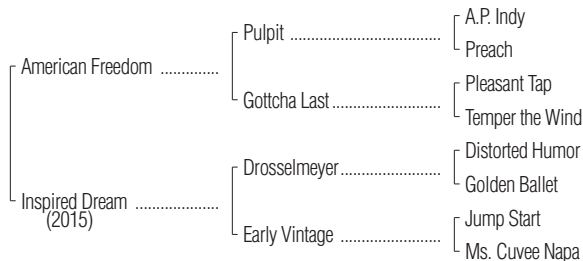 A.P. Indy
Pulpit ......................................
Preach
American Freedom ..............
Pleasant Tap
Gottcha Last .............................
Temper the Wind
Distorted Humor
Drosselmeyer...........................
Golden Ballet
Inspired Dream ...................
(2015)
Jump Start
Early Vintage ...........................
Ms. Cuvee Napa